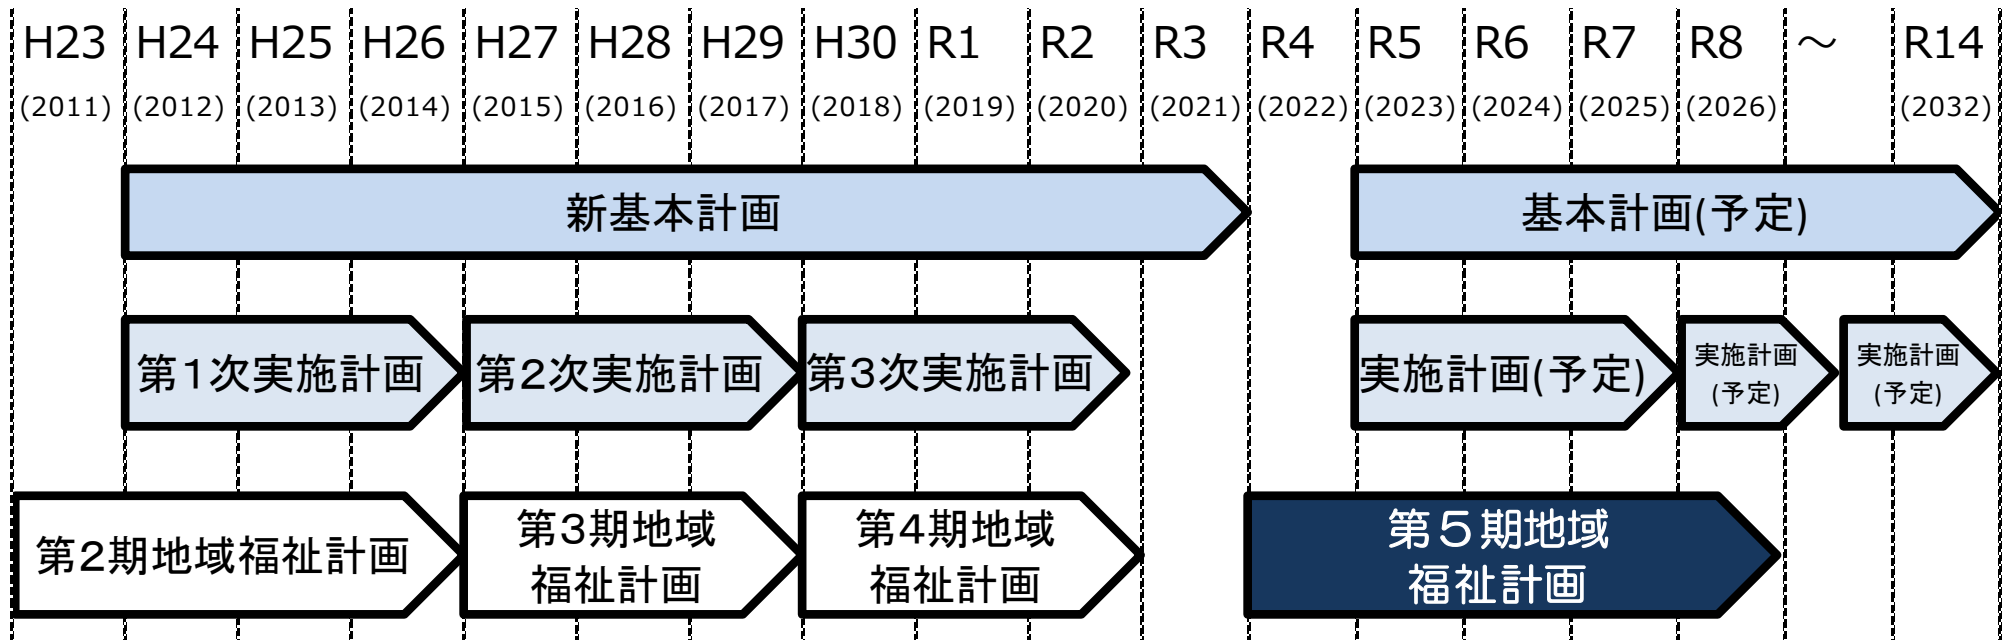 H23 H24 H25 H26 H27 H28 H29 H30 R1 R2 R3 R4 R5 R6 R7 R8 ～ R14
(2011) (2012) (2013) (2014) (2015) (2016) (2017) (2018) (2019) (2020) (2021) (2022) (2023) (2024) (2025) (2026) (2032)
新基本計画 基本計画(予定)
第1次実施計画 第2次実施計画 第3次実施計画 実施計画(予定)
実施計画
(予定)
実施計画
(予定)
第2期地域福祉計画
第3期地域
福祉計画
第4期地域
福祉計画
第５期地域
福祉計画